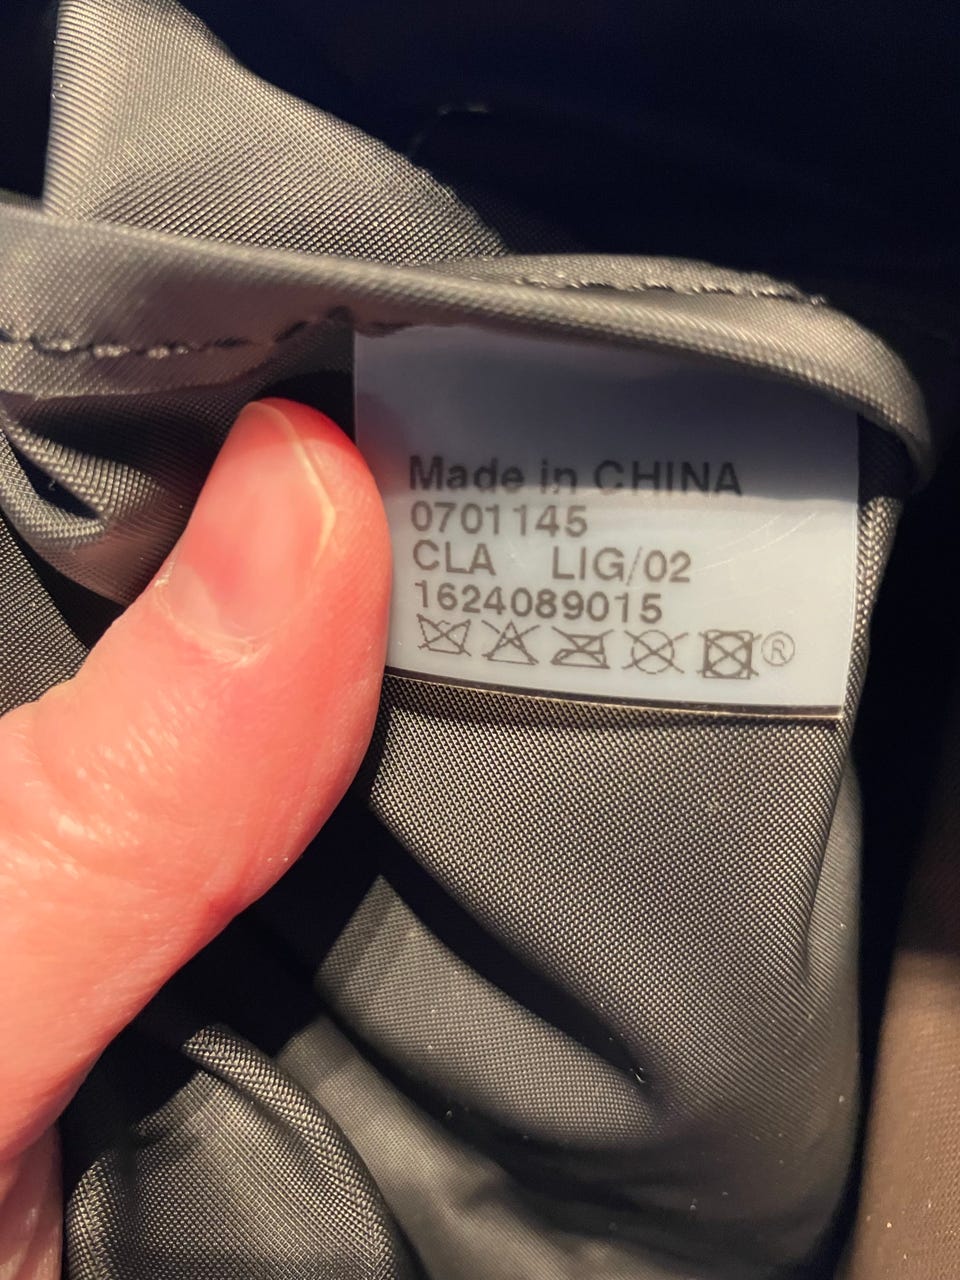 Made in CHINA
0701145
CLA LIG/02
1624089015
®